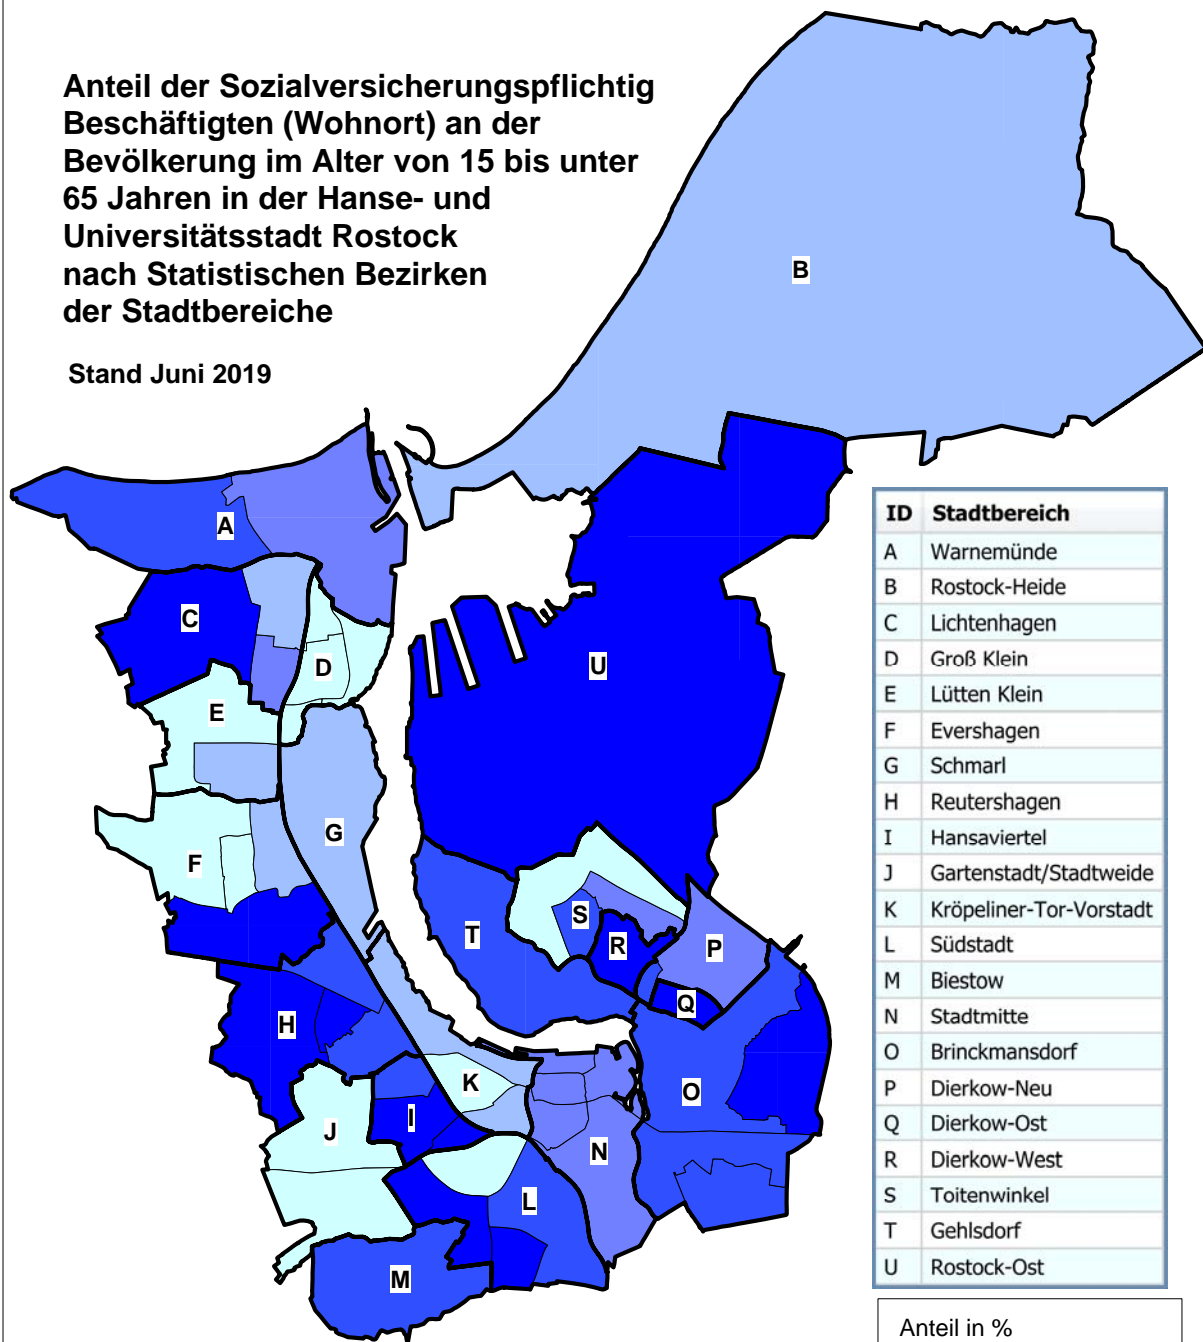 Anteil der Sozialversicherungspflichtig
Beschäftigten (Wohnort) an der
Bevölkerung im Alter von 15 bis unter
65 Jahren in der Hanse- und
Universitätsstadt Rostock
nach Statistischen Bezirken
der Stadtbereiche
Stand Juni 2019
B
A
C
D
U
E
G
F
S
T
R
P
Q
H
K
O
J
I
N
L
M
ID Stadtbereich
A Warnemünde
B Rostock-Heide
C Lichtenhagen
D Groß Klein
E Lütten Klein
F Evershagen
G Schmarl
H Reutershagen
I Hansaviertel
J Gartenstadt/Stadtweide
K Kröpeliner-Tor-Vorstadt
L Südstadt
M Biestow
N Stadtmitte
O Brinckmansdorf
P Dierkow-Neu
Q Dierkow-Ost
R Dierkow-West
S Toitenwinkel
T Gehlsdorf
U Rostock-Ost
Anteil in %